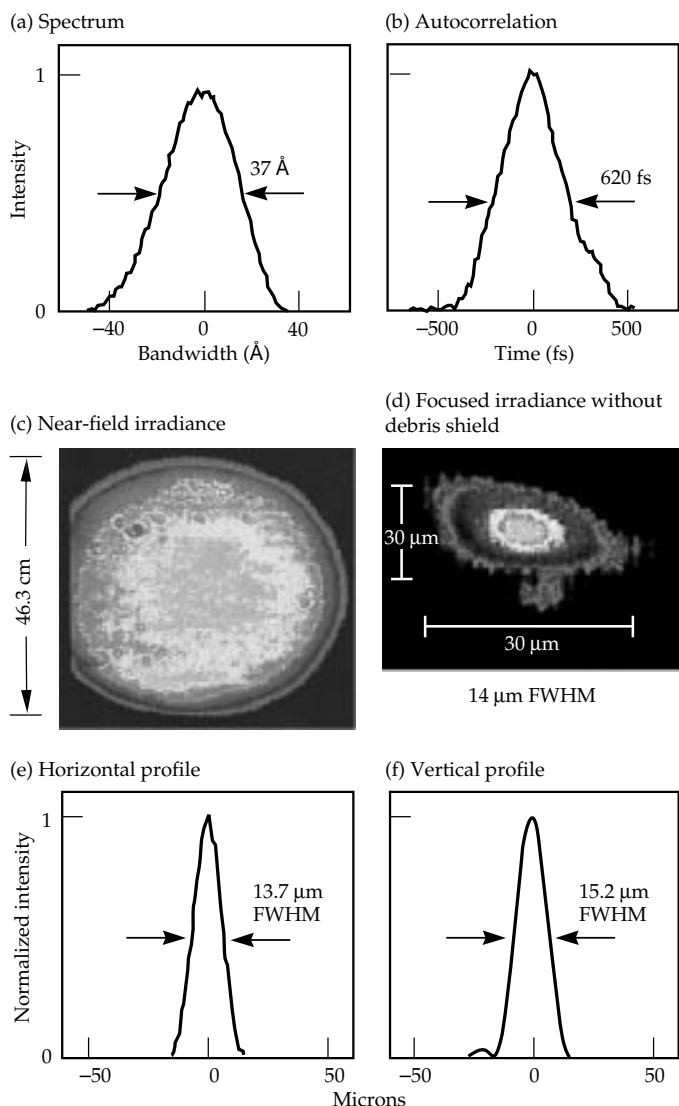 (a) Spectrum
1
Intensity
37 Å
0
−40
0
40
Bandwidth (Å)
(b) Autocorrelation
620 fs
−500
0
500
Time (fs)
(c) Near-field irradiance
46.3 cm
(d) Focused irradiance without
debris shield
30 µm
30 µm
14 µm FWHM
(e) Horizontal profile
1
Normalized intensity
13.7 µm
FWHM
0
−50
0
50
(f) Vertical profile
15.2 µm
FWHM
−50
0
50
Microns